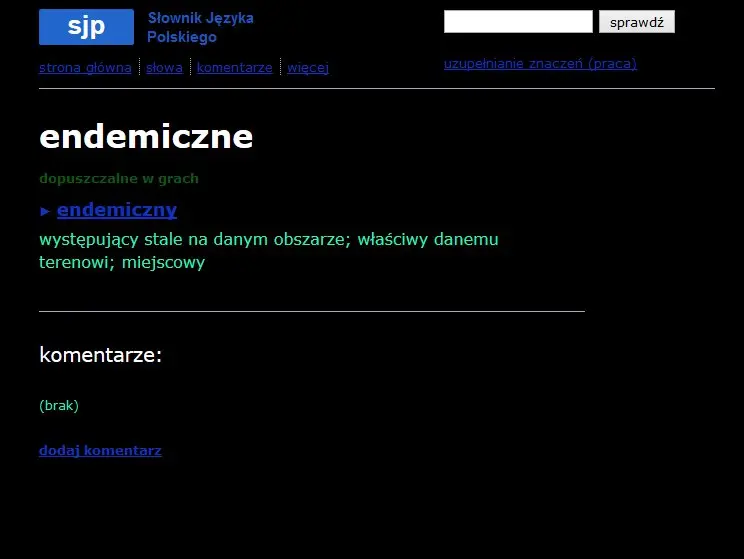 sjp
Słownik Języka
Polskiego
sprawdź
strona główna
słowa
komentarze
więcej
uzupełnianie znaczeń (praca)
endemiczne
dopuszczalne w grach
► endemiczny
występujący stale na danym obszarze; właściwy danemu
terenowi; miejscowy
komentarze:
(brak)
dodaj komentarz